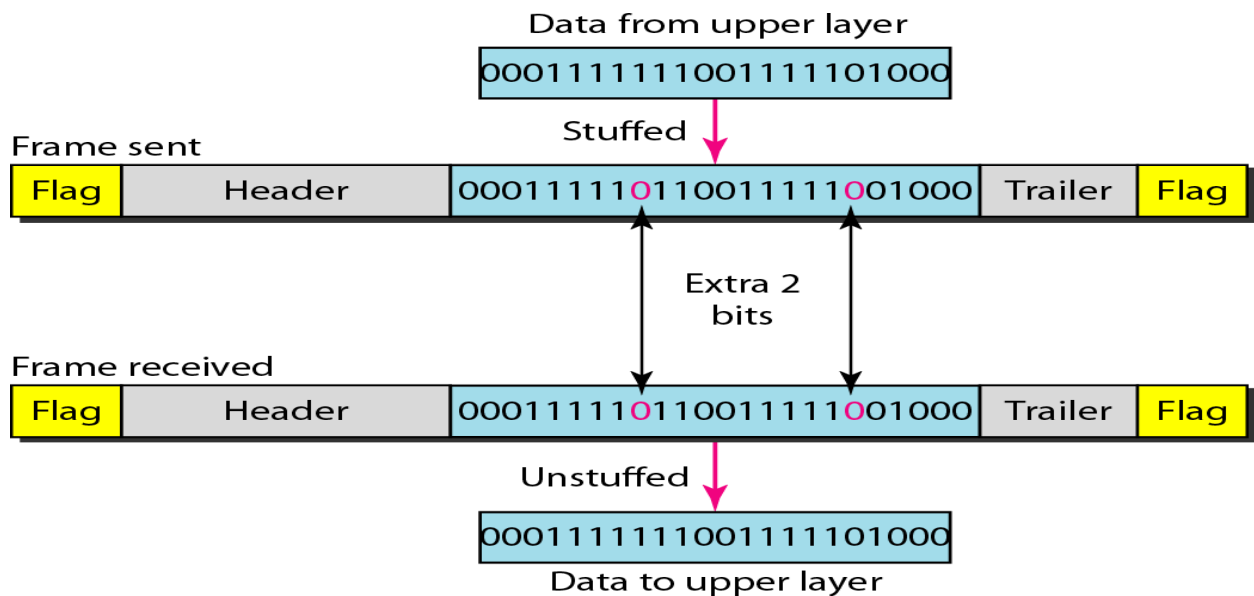 Data from upper layer
0001111111001111101000
Stuffed
Frame sent
Flag Header 000111110110011111001000 Trailer Flag
Extra 2
bits
Frame received
Flag Header 000111110110011111001000 Trailer Flag
Unstuffed
0001111111001111101000
Data to upper layer